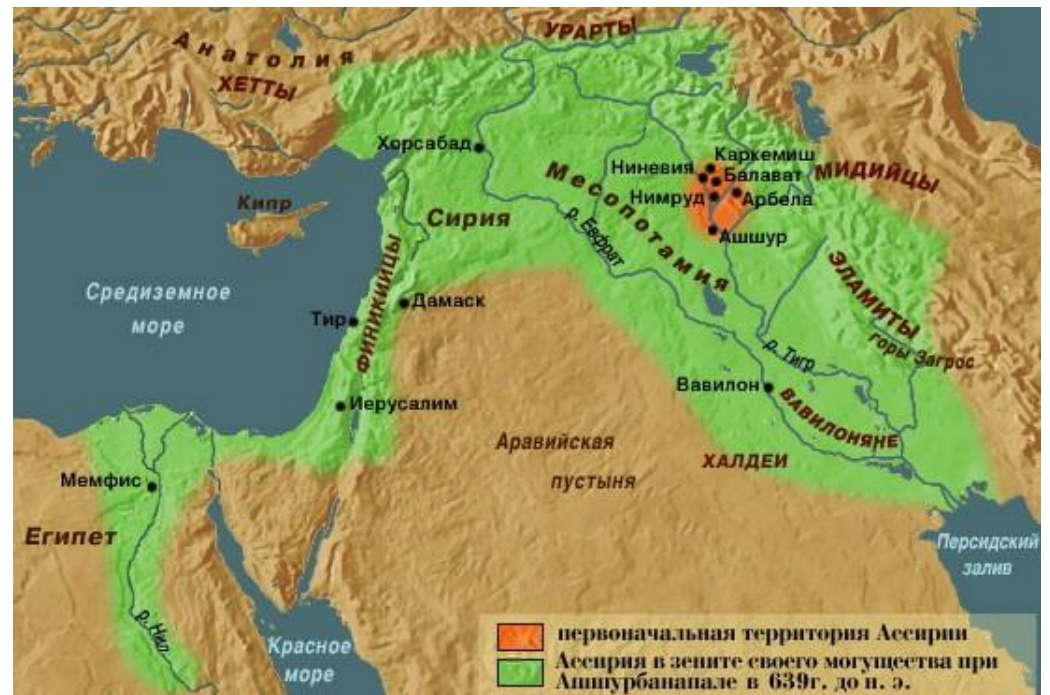 УРАРТЫ
Анатолия
ХЕТТЫ
Хорсабад
Каркемиш
Ниневия
Балават
МИДИЙЦЫ
Нимруд
Арбела
Месопотамия
Кипр
Сирия
р. Евфрат
Ашшур
Средиземное
море
ЭЛАМИТЫ
Дамаск
Тир
ФИНИКИЙЦЫ
горы Загрос
р. Тигр
Вавилон
Иерусалим
ВАВИЛОНЯНЕ
Аравийская
пустыня
ХАЛДЕИ
Мемфис
Египет
Персидский
залив
р. Нил
Красное
море
первоначальная территория Ассирии
Ассирия в зените своего могущества при
Ашшурбанапале в 639г. до н. э.